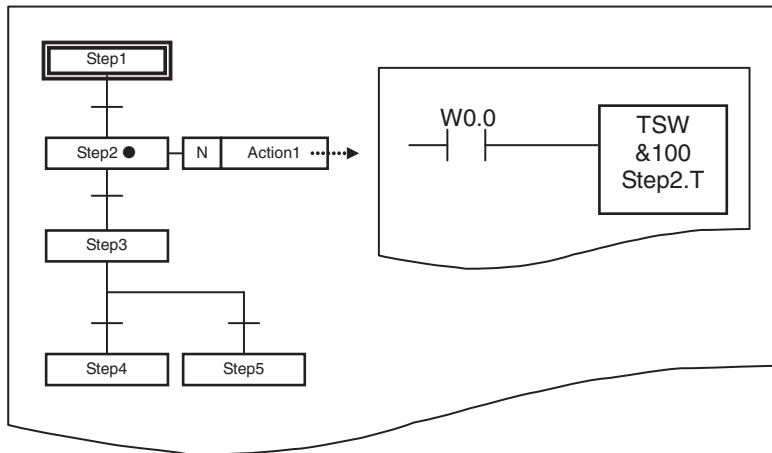 Step1
Step2
N
Action1
Step3
Step4
Step5
W0.0
TSW
&100
Step2.T